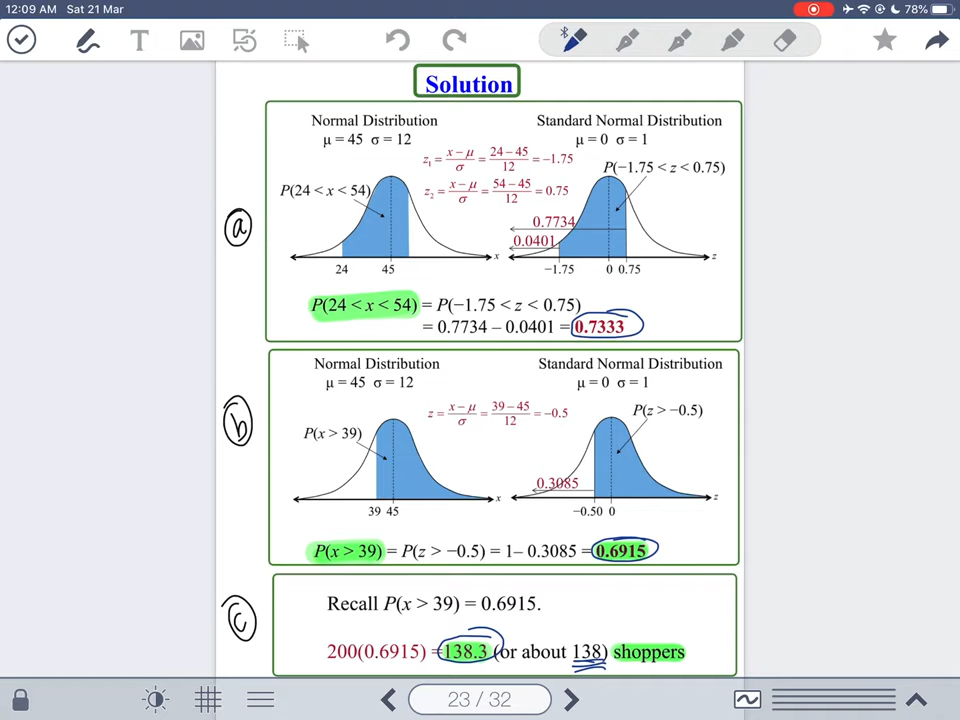 12:09 AM Sat 21 Mar 78%
T
Solution
Normal Distribution
μ = 45 σ = 12
Standard Normal Distribution
μ = 0 σ = 1
z₁ = x − μ / σ = 24 − 45 / 12 = −1.75
z₂ = x − μ / σ = 54 − 45 / 12 = 0.75
P(24 < x < 54)
P(−1.75 < z < 0.75)
a
0.7734
0.0401
24 45 x
−1.75 0 0.75 z
P(24 < x < 54) = P(−1.75 < z < 0.75)
= 0.7734 – 0.0401 = 0.7333
Normal Distribution
μ = 45 σ = 12
Standard Normal Distribution
μ = 0 σ = 1
z = x − μ / σ = 39 − 45 / 12 = −0.5
P(x > 39)
P(z > −0.5)
b
0.3085
39 45 x
−0.50 0 z
P(x > 39) = P(z > −0.5) = 1– 0.3085 = 0.6915
c
Recall P(x > 39) = 0.6915.
200(0.6915) =138.3 (or about 138) shoppers
23 / 32